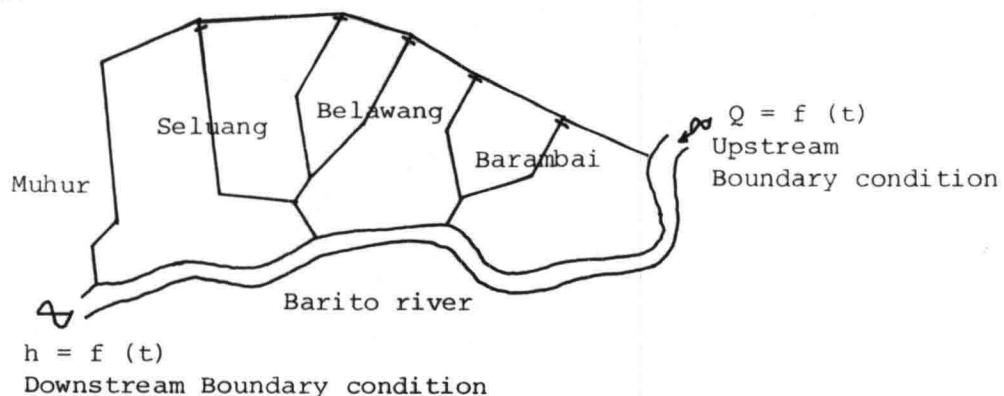 Belawang
Seluang
Barambai
Muhur
Q = f (t)
Upstream
Boundary condition
Barito river
h = f (t)
Downstream Boundary condition